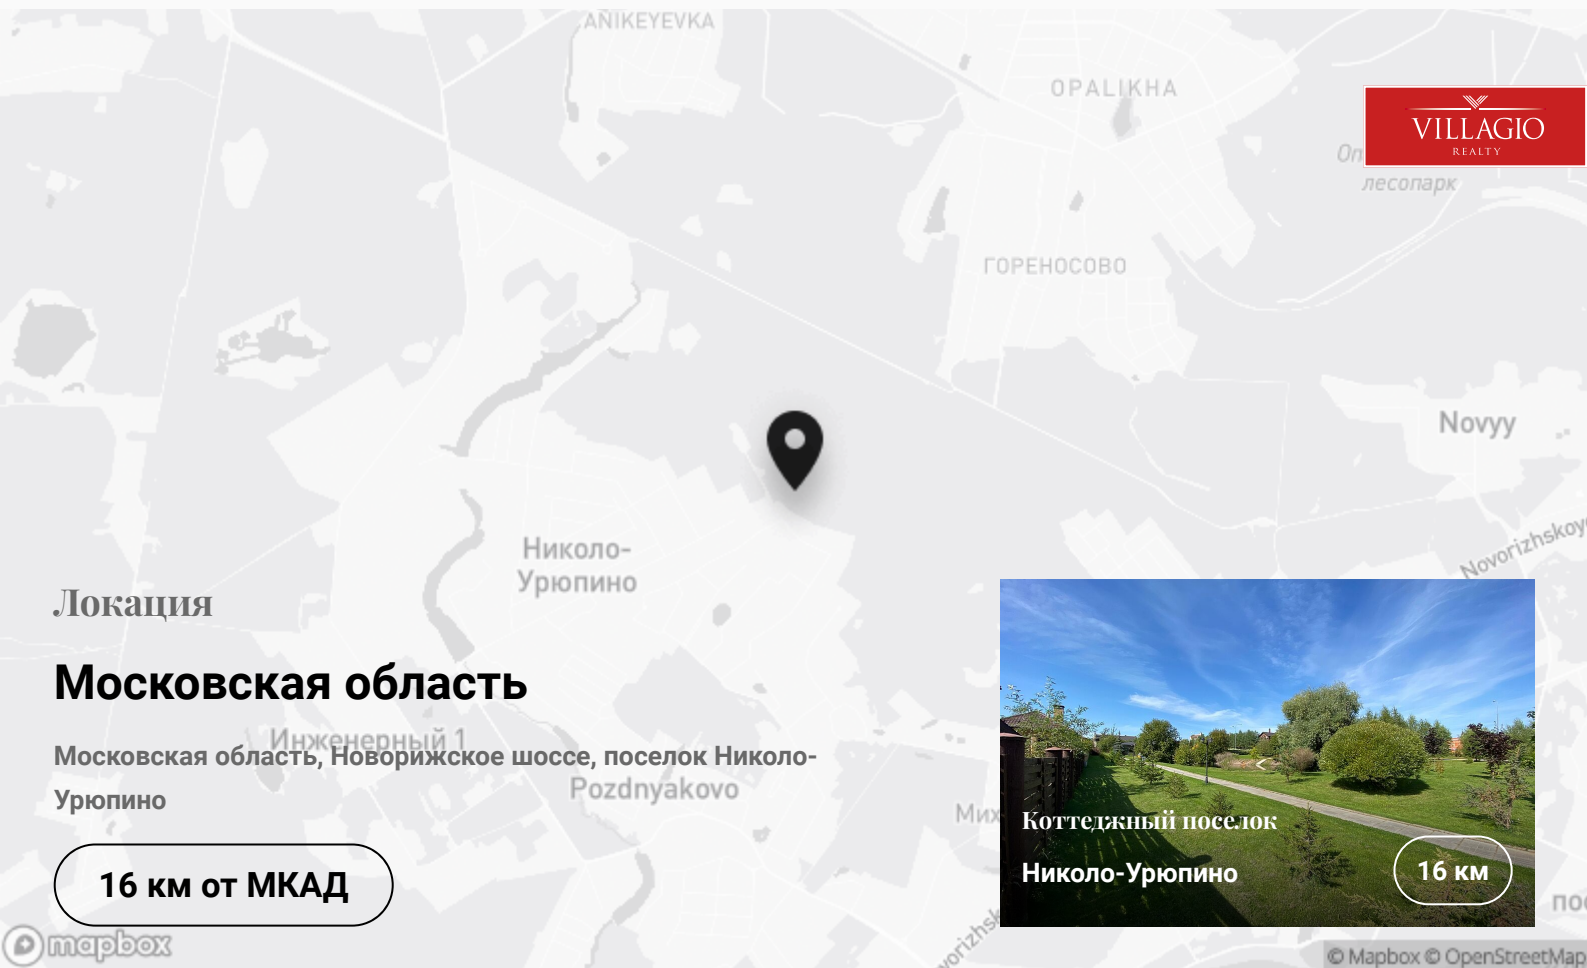 ANIKEYEVKA
OPALIKHA
VILLAGIO
REALTY
лесопарк
ГОРЕНОСОВО
Novyy
Николо-
Урюпино
Локация
Московская область
Инженерный 1
Московская область, Новорижское шоссе, поселок Николо-
Урюпино
Pozdnyakovo
16 км от МКАД
Коттеджный поселок
Николо-Урюпино
16 км
mapbox
© Mapbox © OpenStreetMap